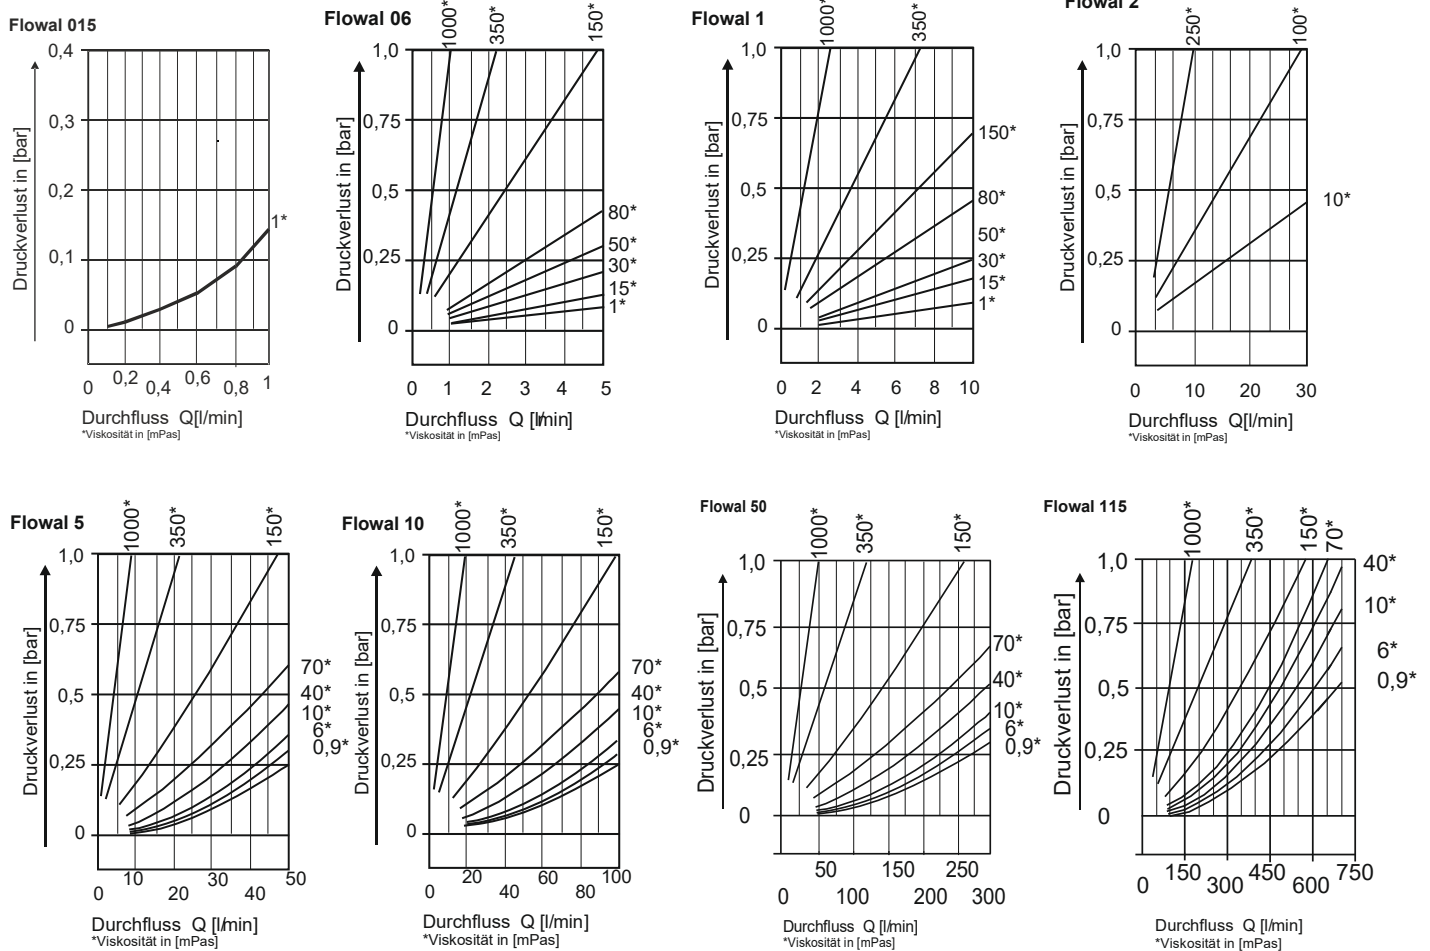 Flowal 015
0,4
0,3
0,2
0,1
0
1*
Druckverlust in [bar]
0 0,2 0,4 0,6 0,8 1
Durchfluss Q[l/min]
*Viskosität in [mPas]
Flowal 06
1000* 350* 150*
1,0
0,75
0,5
0,25
0
80*
50*
30*
15*
1*
Druckverlust in [bar]
0 1 2 3 4 5
Durchfluss Q [l/min]
*Viskosität in [mPas]
Flowal 1
1000* 350*
1,0
0,75
0,5
0,25
0
150*
80*
50*
30*
15*
1*
Druckverlust in [bar]
0 2 4 6 8 10
Durchfluss Q [l/min]
*Viskosität in [mPas]
Flowal 2
250* 100*
1,0
0,75
0,5
0,25
0
10*
Druckverlust in [bar]
0 10 20 30
Durchfluss Q[l/min]
*Viskosität in [mPas]
Flowal 5
1000* 350* 150*
1,0
0,75
0,5
0,25
0
70*
40*
10*
6*
0,9*
Druckverlust in [bar]
0 10 20 30 40 50
Durchfluss Q [l/min]
*Viskosität in [mPas]
Flowal 10
1000* 350* 150*
1,0
0,75
0,5
0,25
0
70*
40*
10*
6*
0,9*
Druckverlust in [bar]
0 20 40 60 80 100
Durchfluss Q [l/min]
*Viskosität in [mPas]
Flowal 50
1000* 350* 150*
1,0
0,75
0,5
0,25
0
70*
40*
10*
6*
0,9*
Druckverlust in [bar]
0 50 100 150 200 250 300
Durchfluss Q [l/min]
*Viskosität in [mPas]
Flowal 115
1000* 350* 150* 70*
1,0
0,75
0,5
0,25
0
40*
10*
6*
0,9*
Druckverlust in [bar]
0 150 300 450 600 750
Durchfluss Q [l/min]
*Viskosität in [mPas]